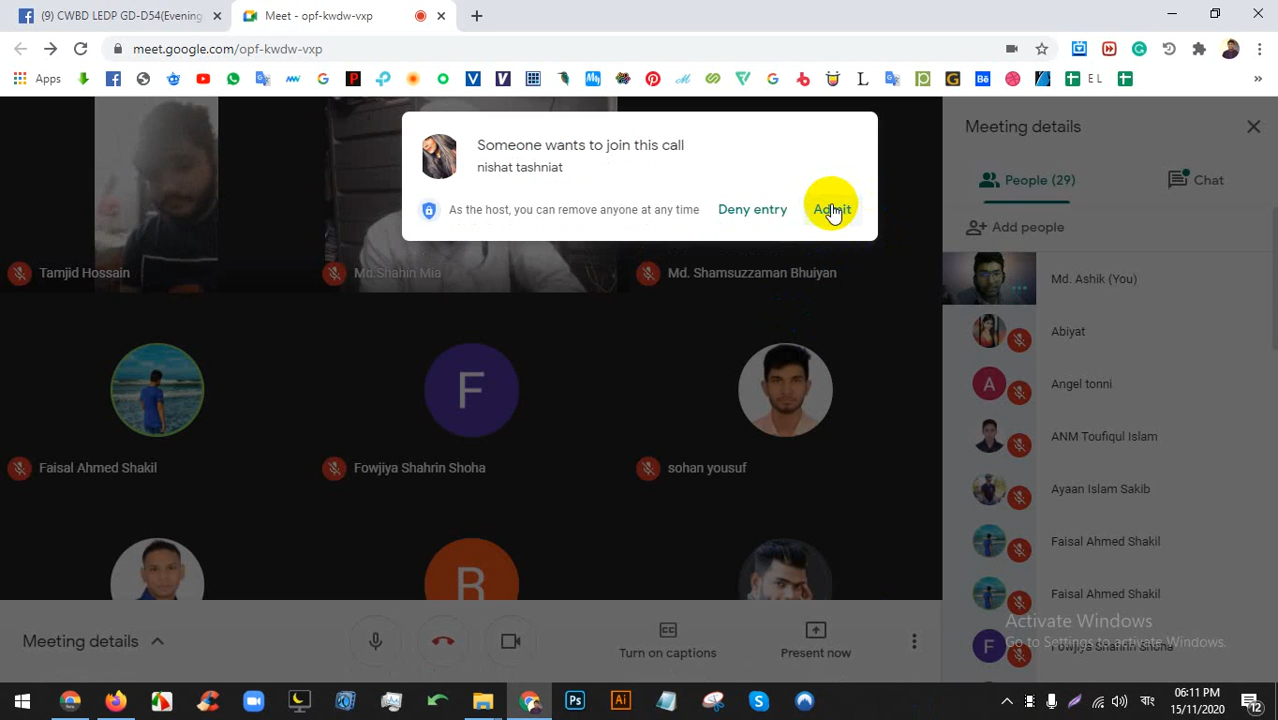 (9) CWBD LEDP GD-D54(Evening
Meet - opf-kwdw-vxp
meet.google.com/opf-kwdw-vxp
Apps
E L
Someone wants to join this call
nishat tashniat
As the host, you can remove anyone at any time
Deny entry
Admit
Meeting details
People (29)
Chat
Add people
Tamjid Hossain
Md.Shahin Mia
Md. Shamsuzzaman Bhuiyan
Md. Ashik (You)
Abiyat
A
Angel tonni
F
ANM Toufiqul Islam
Faisal Ahmed Shakil
Fowjiya Shahrin Shoha
sohan yousuf
Ayaan Islam Sakib
Faisal Ahmed Shakil
Faisal Ahmed Shakil
F
Fowjiya Shahrin Shoha
Activate Windows
Go to Settings to activate Windows.
Meeting details
Turn on captions
Present now
Ps
Ai
বাং
06:11 PM
15/11/2020
12